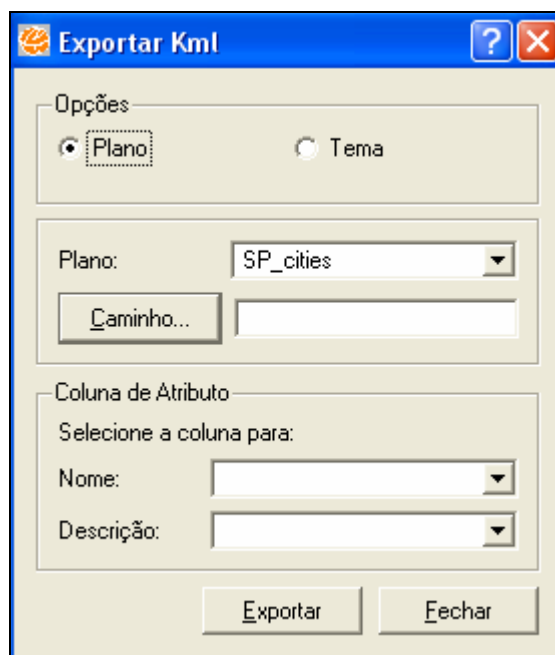 Exportar Kml
Opções
Plano
Tema
Plano:
SP_cities
Caminho...
Coluna de Atributo
Selecione a coluna para:
Nome:
Descrição:
Exportar
Fechar